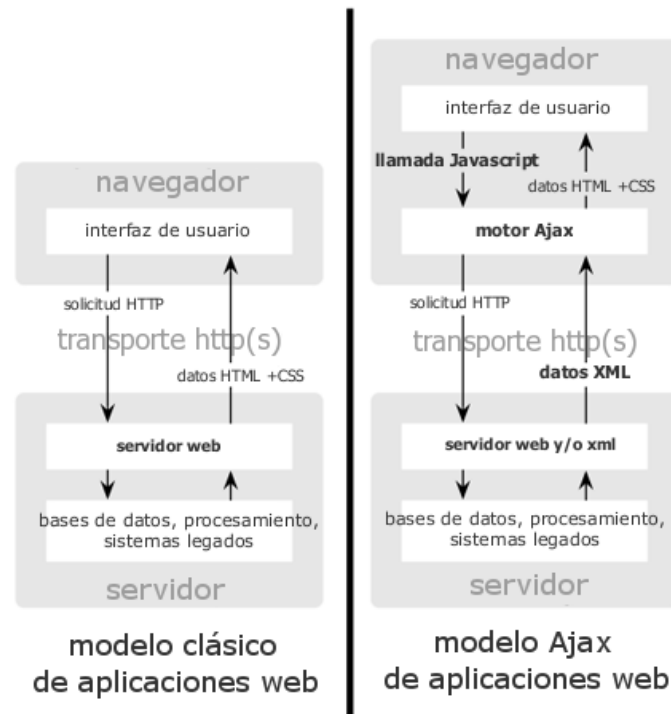 navegador
interfaz de usuario
solicitud HTTP
transporte http(s)
datos HTML +CSS
servidor web
bases de datos, procesamiento,
sistemas legados
servidor
modelo clásico
de aplicaciones web
navegador
interfaz de usuario
llamada Javascript
datos HTML +CSS
motor Ajax
solicitud HTTP
transporte http(s)
datos XML
servidor web y/o xml
bases de datos, procesamiento,
sistemas legados
servidor
modelo Ajax
de aplicaciones web